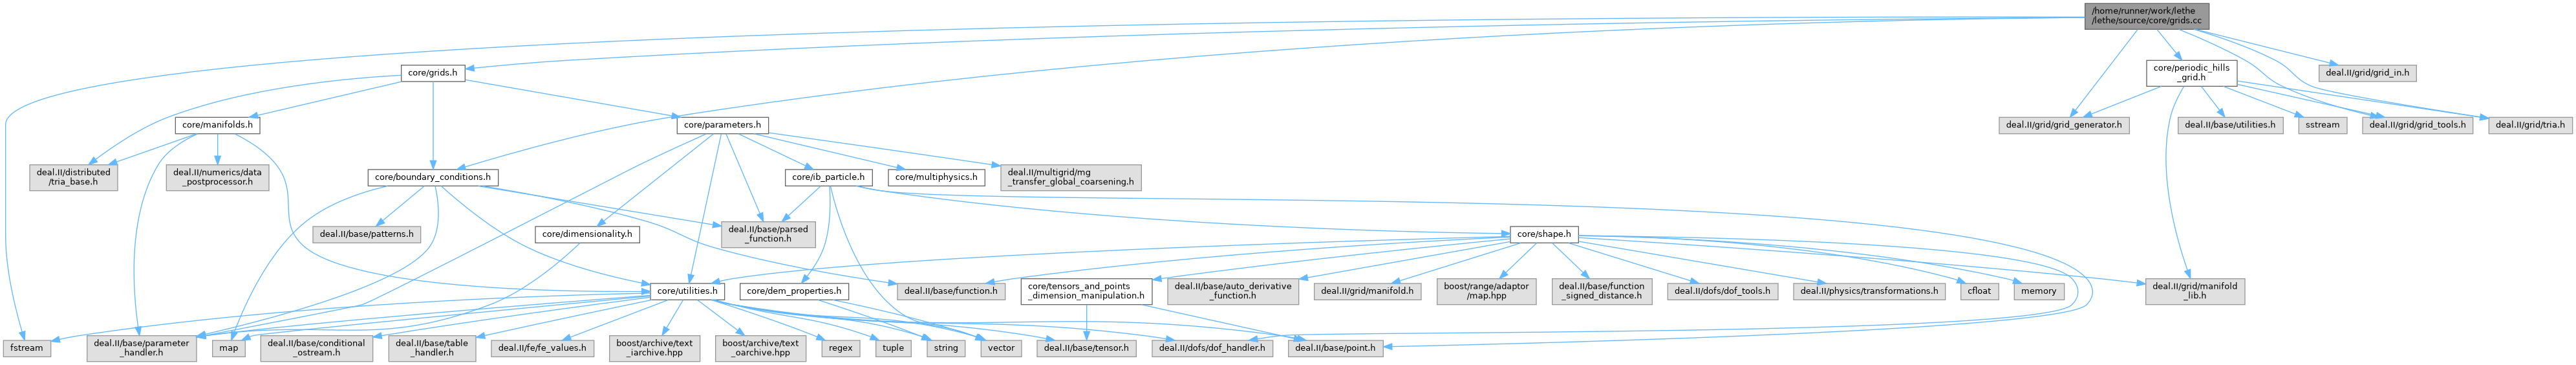 /home/runner/work/lethe
/lethe/source/core/grids.cc
core/grids.h
core/periodic_hills
_grid.h
deal.II/grid/grid_in.h
core/manifolds.h
core/parameters.h
deal.II/grid/grid_generator.h
deal.II/base/utilities.h
sstream
deal.II/grid/grid_tools.h
deal.II/grid/tria.h
deal.II/distributed
/tria_base.h
deal.II/numerics/data
_postprocessor.h
core/boundary_conditions.h
core/ib_particle.h
core/multiphysics.h
deal.II/multigrid/mg
_transfer_global_coarsening.h
deal.II/base/patterns.h
core/dimensionality.h
deal.II/base/parsed
_function.h
core/shape.h
core/utilities.h
core/dem_properties.h
deal.II/base/function.h
core/tensors_and_points
_dimension_manipulation.h
deal.II/base/auto_derivative
_function.h
deal.II/grid/manifold.h
boost/range/adaptor
/map.hpp
deal.II/base/function
_signed_distance.h
deal.II/dofs/dof_tools.h
deal.II/physics/transformations.h
cfloat
memory
deal.II/grid/manifold
_lib.h
fstream
deal.II/base/parameter
_handler.h
map
deal.II/base/conditional
_ostream.h
deal.II/base/table
_handler.h
deal.II/fe/fe_values.h
boost/archive/text
_iarchive.hpp
boost/archive/text
_oarchive.hpp
regex
tuple
string
vector
deal.II/base/tensor.h
deal.II/dofs/dof_handler.h
deal.II/base/point.h